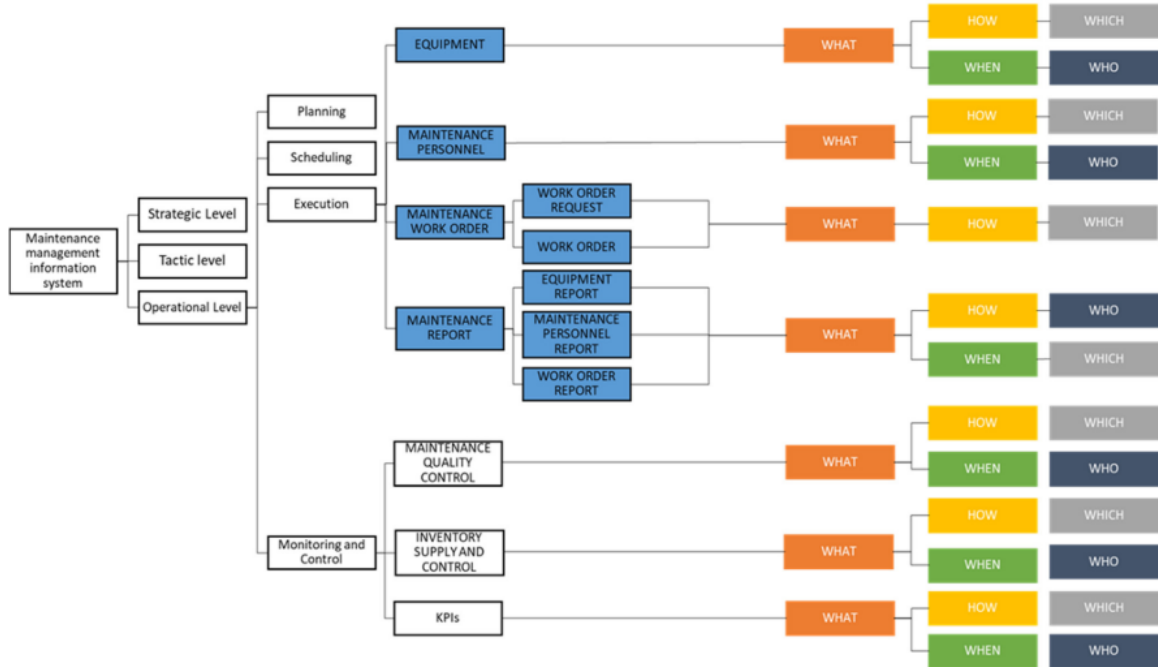 Maintenance
management
information
system
Strategic Level
Tactic level
Operational Level
Planning
Scheduling
Execution
Monitoring and
Control
EQUIPMENT
MAINTENANCE
PERSONNEL
MAINTENANCE
WORK ORDER
MAINTENANCE
REPORT
WORK ORDER
REQUEST
WORK ORDER
EQUIPMENT
REPORT
MAINTENANCE
PERSONNEL
REPORT
WORK ORDER
REPORT
MAINTENANCE
QUALITY
CONTROL
INVENTORY
SUPPLY AND
CONTROL
KPIs
WHAT
HOW
WHICH
WHEN
WHO
WHAT
HOW
WHICH
WHEN
WHO
WHAT
HOW
WHICH
WHAT
HOW
WHO
WHEN
WHICH
WHAT
HOW
WHICH
WHEN
WHO
WHAT
HOW
WHICH
WHEN
WHO
WHAT
HOW
WHICH
WHEN
WHO